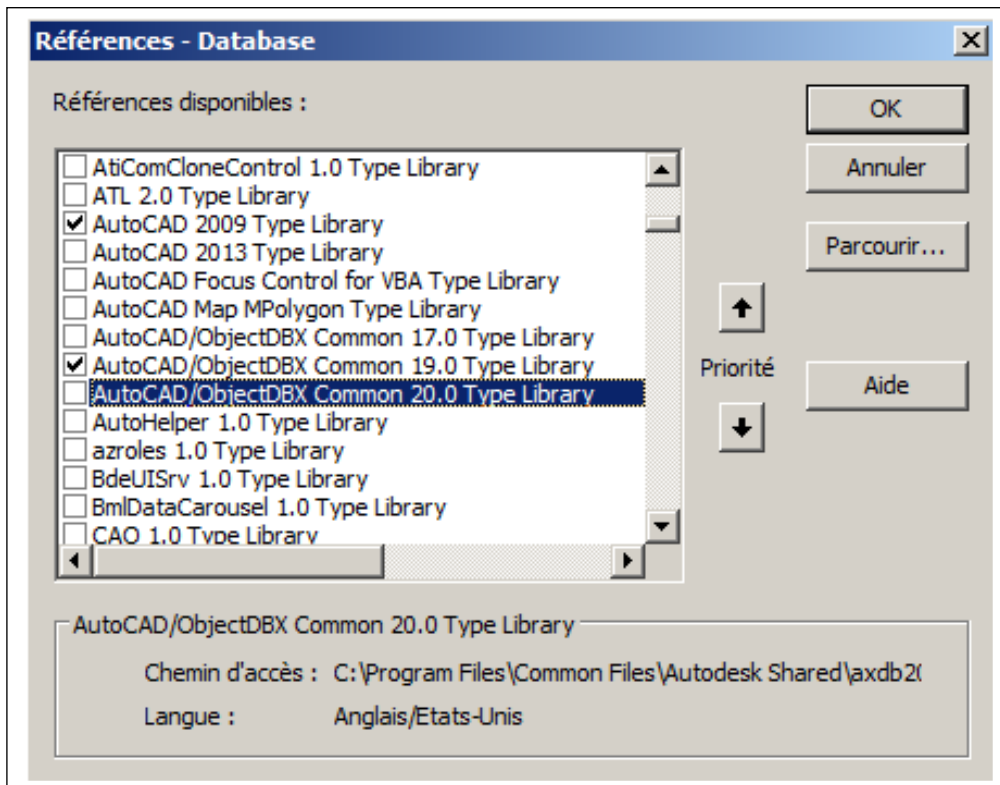 Références - Database
Références disponibles :
AtiComCloneControl 1.0 Type Library
ATL 2.0 Type Library
AutoCAD 2009 Type Library
AutoCAD 2013 Type Library
AutoCAD Focus Control for VBA Type Library
AutoCAD Map MPolygon Type Library
AutoCAD/ObjectDBX Common 17.0 Type Library
AutoCAD/ObjectDBX Common 19.0 Type Library
AutoCAD/ObjectDBX Common 20.0 Type Library
AutoHelper 1.0 Type Library
azroles 1.0 Type Library
BdeUISrv 1.0 Type Library
BmlDataCarousel 1.0 Type Library
CAO 1.0 Type Library
OK
Annuler
Parcourir...
Priorité
Aide
AutoCAD/ObjectDBX Common 20.0 Type Library
Chemin d'accès : C:\Program Files\Common Files\Autodesk Shared\axdb20
Langue : Anglais/Etats-Unis